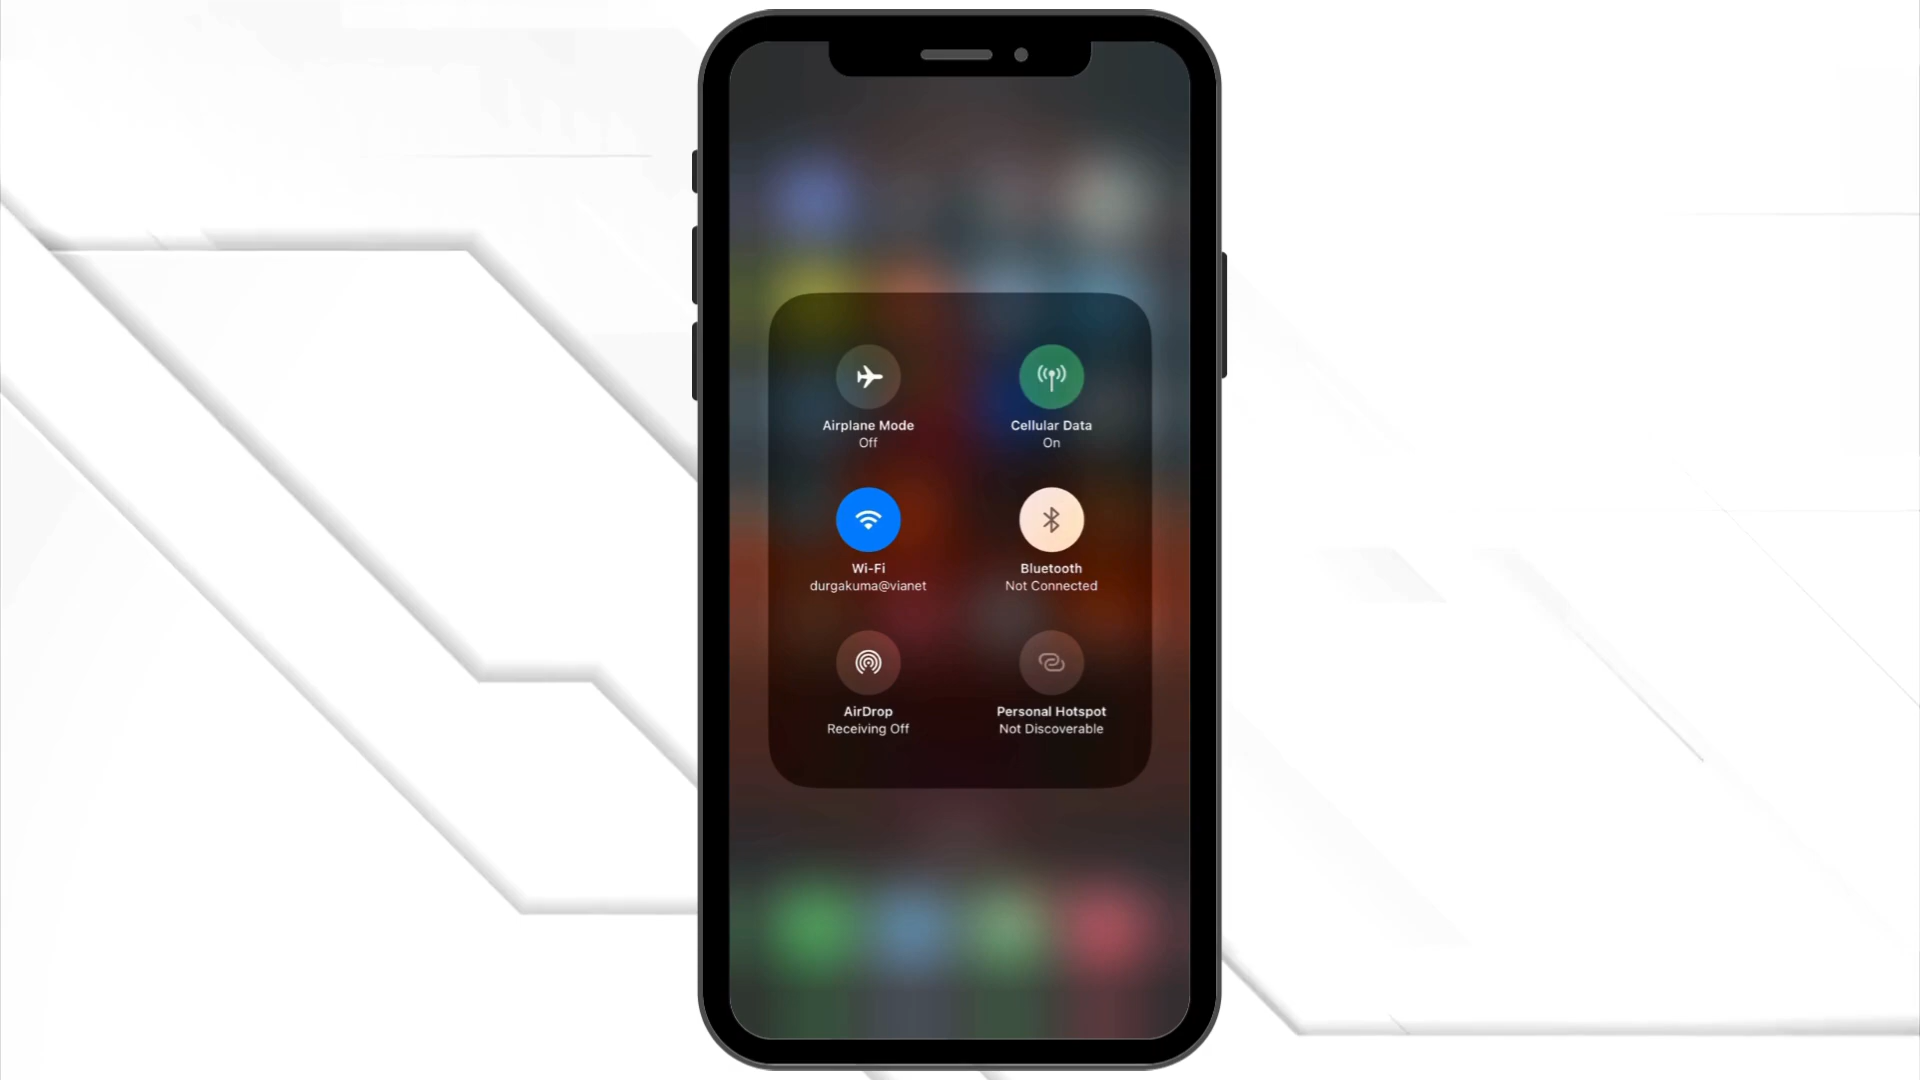 Airplane Mode
Off
Cellular Data
On
Wi-Fi
durgakuma@vianet
Bluetooth
Not Connected
AirDrop
Receiving Off
Personal Hotspot
Not Discoverable